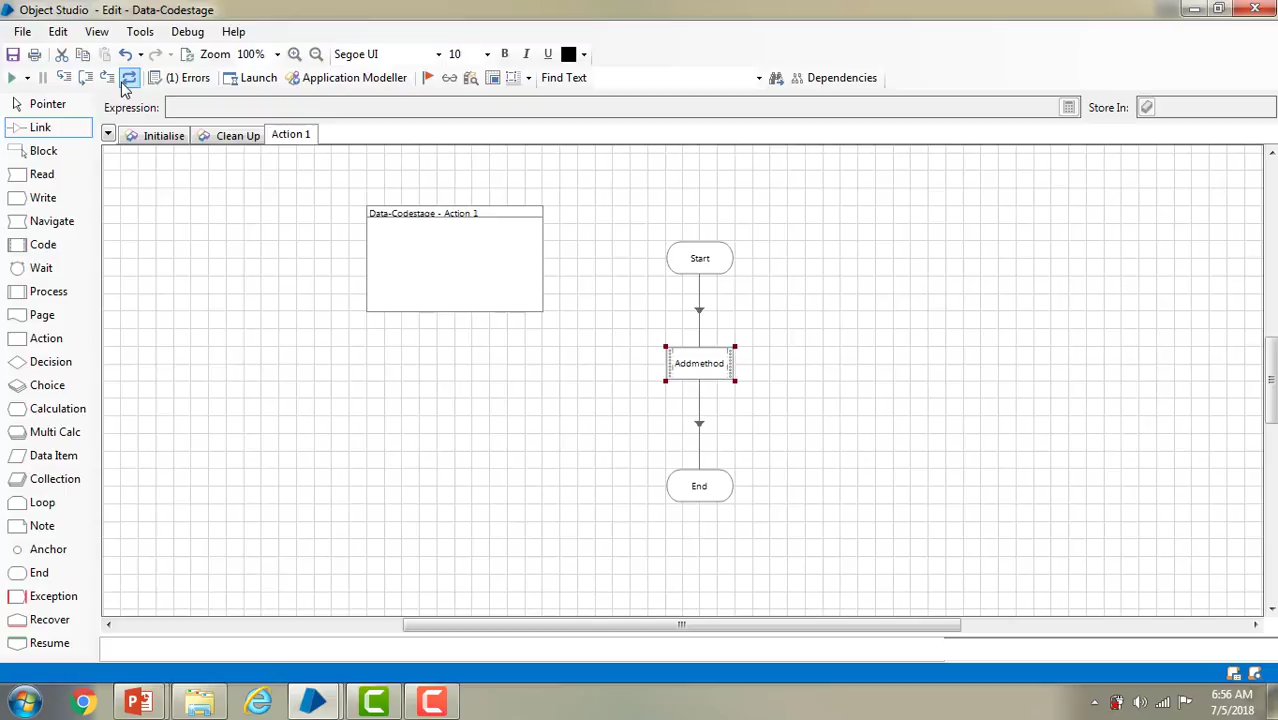 Object Studio - Edit - Data-Codestage
File Edit View Tools Debug Help
Zoom 100% Segoe UI 10 B I U
(1) Errors Launch Application Modeller Find Text Dependencies
Expression: Store In:
Pointer
Link
Block
Read
Write
Navigate
Code
Wait
Process
Page
Action
Decision
Choice
Calculation
Multi Calc
Data Item
Collection
Loop
Note
Anchor
End
Exception
Recover
Resume
Initialise Clean Up Action 1
Data-Codestage - Action 1
Start
Addmethod
End
6:56 AM
7/5/2018